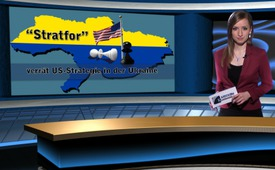 "Stratfor"
verrät US-Strategie in der Ukraine